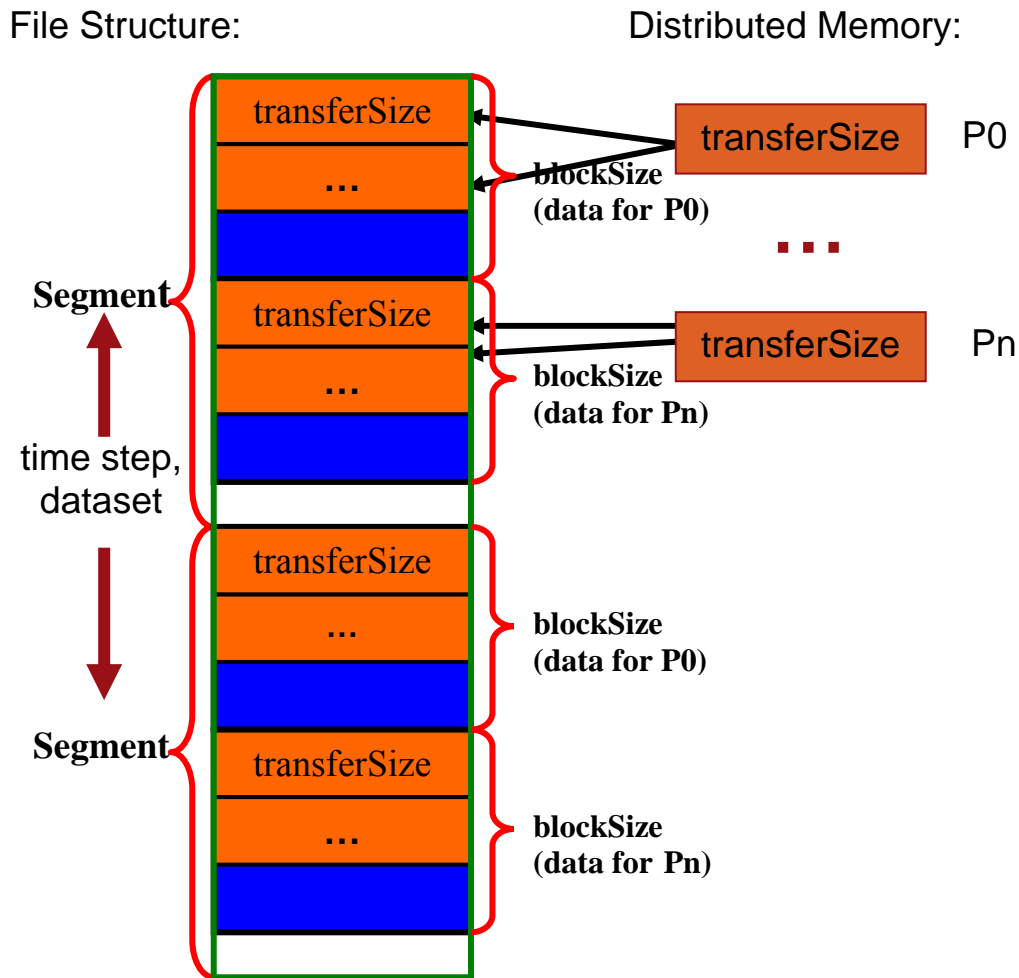 File Structure:
Distributed Memory:
transferSize
...
transferSize
P0
blockSize
(data for P0)
...
Segment
transferSize
...
transferSize
Pn
blockSize
(data for Pn)
time step,
dataset
transferSize
...
blockSize
(data for P0)
Segment
transferSize
...
blockSize
(data for Pn)